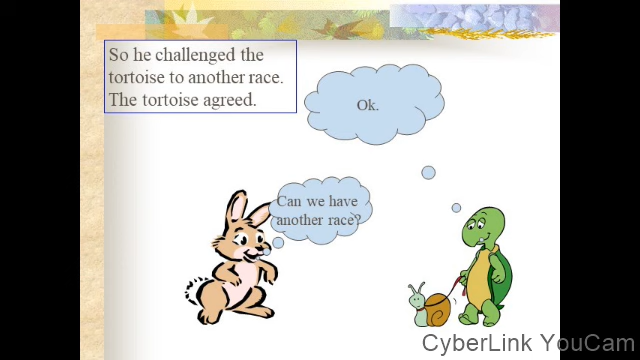 So he challenged the
tortoise to another race.
The tortoise agreed.
Ok.
Can we have
another race?
CyberLink YouCam